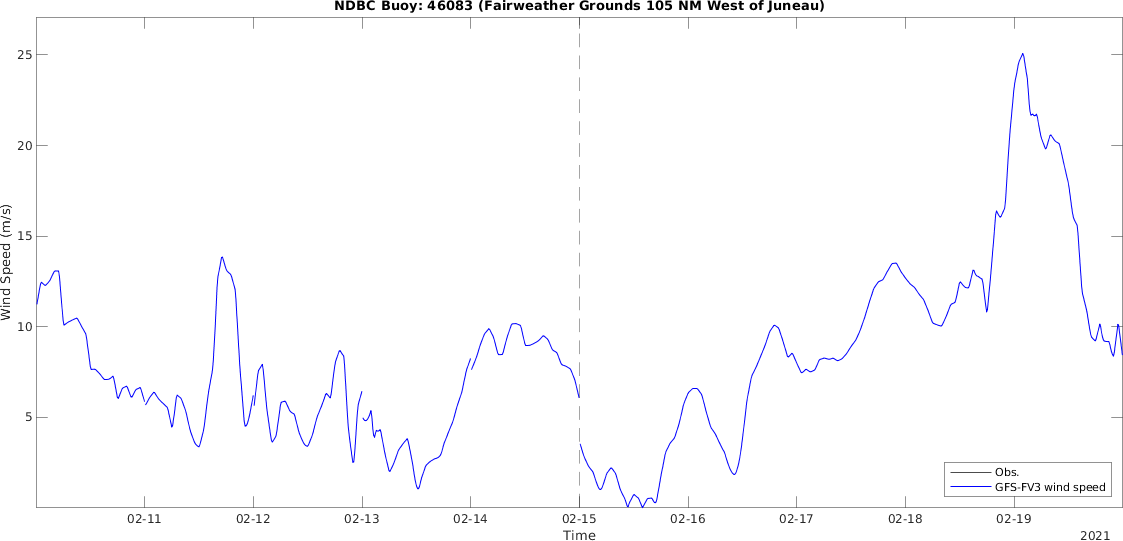 NDBC Buoy: 46083 (Fairweather Grounds 105 NM West of Juneau)
25
20
15
10
5
Wind Speed (m/s)
02-11 02-12 02-13 02-14 02-15 02-16 02-17 02-18 02-19
Time
2021
Obs.
GFS-FV3 wind speed